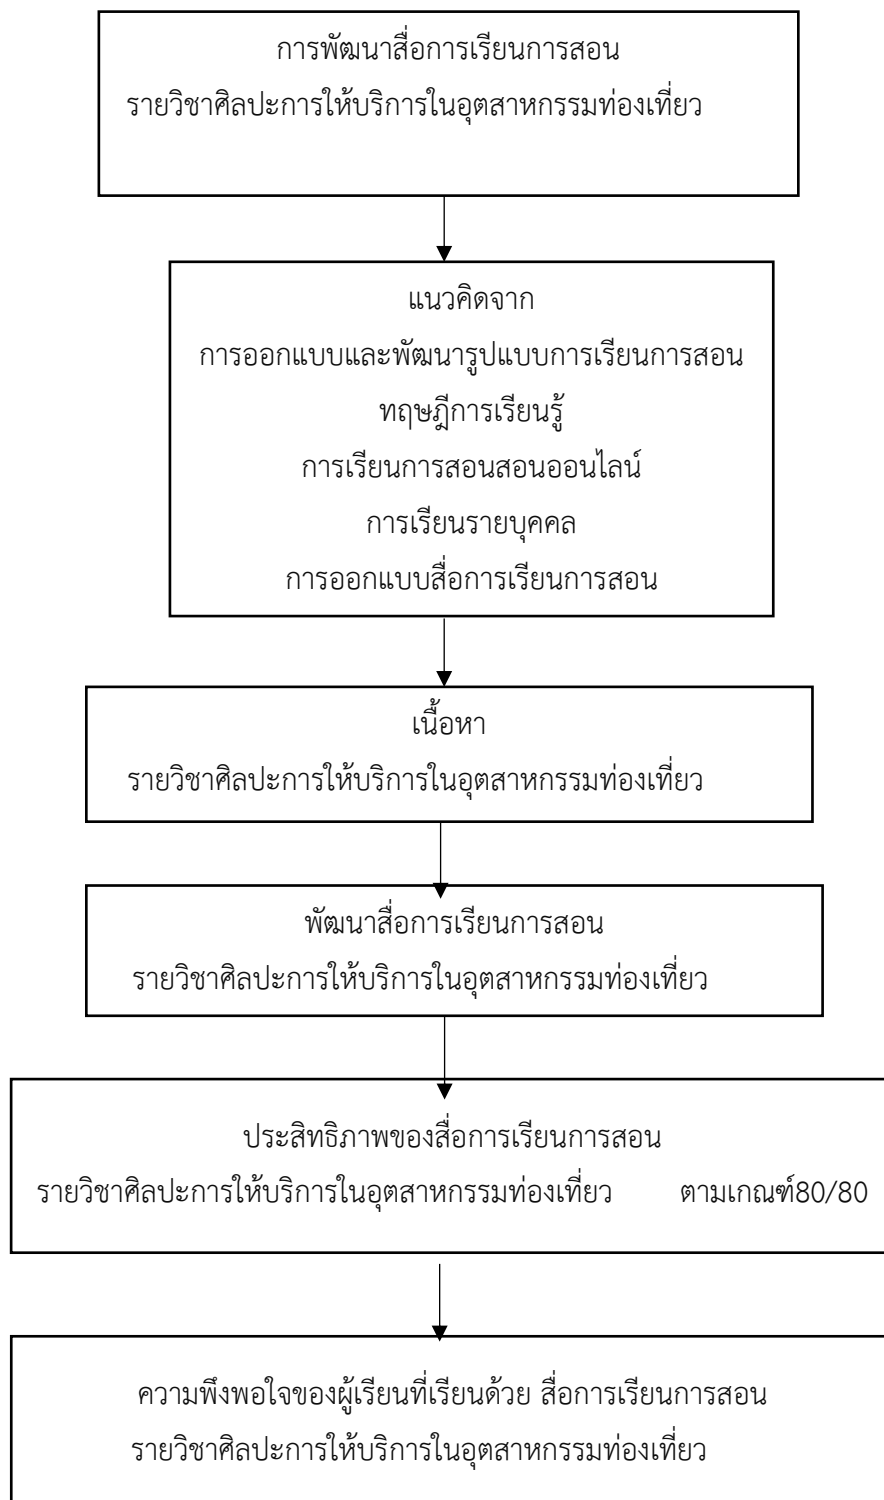 การพัฒนาสื่อการเรียนการสอน
รายวิชาศิลปะการให้บริการในอุตสาหกรรมท่องเที่ยว
แนวคิดจาก
การออกแบบและพัฒนารูปแบบการเรียนการสอน
ทฤษฎีการเรียนรู้
การเรียนการสอนสอนออนไลน์
การเรียนรายบุคคล
การออกแบบสื่อการเรียนการสอน
เนื้อหา
รายวิชาศิลปะการให้บริการในอุตสาหกรรมท่องเที่ยว
พัฒนาสื่อการเรียนการสอน
รายวิชาศิลปะการให้บริการในอุตสาหกรรมท่องเที่ยว
ประสิทธิภาพของสื่อการเรียนการสอน
รายวิชาศิลปะการให้บริการในอุตสาหกรรมท่องเที่ยว ตามเกณฑ์80/80
ความพึงพอใจของผู้เรียนที่เรียนด้วย สื่อการเรียนการสอน
รายวิชาศิลปะการให้บริการในอุตสาหกรรมท่องเที่ยว